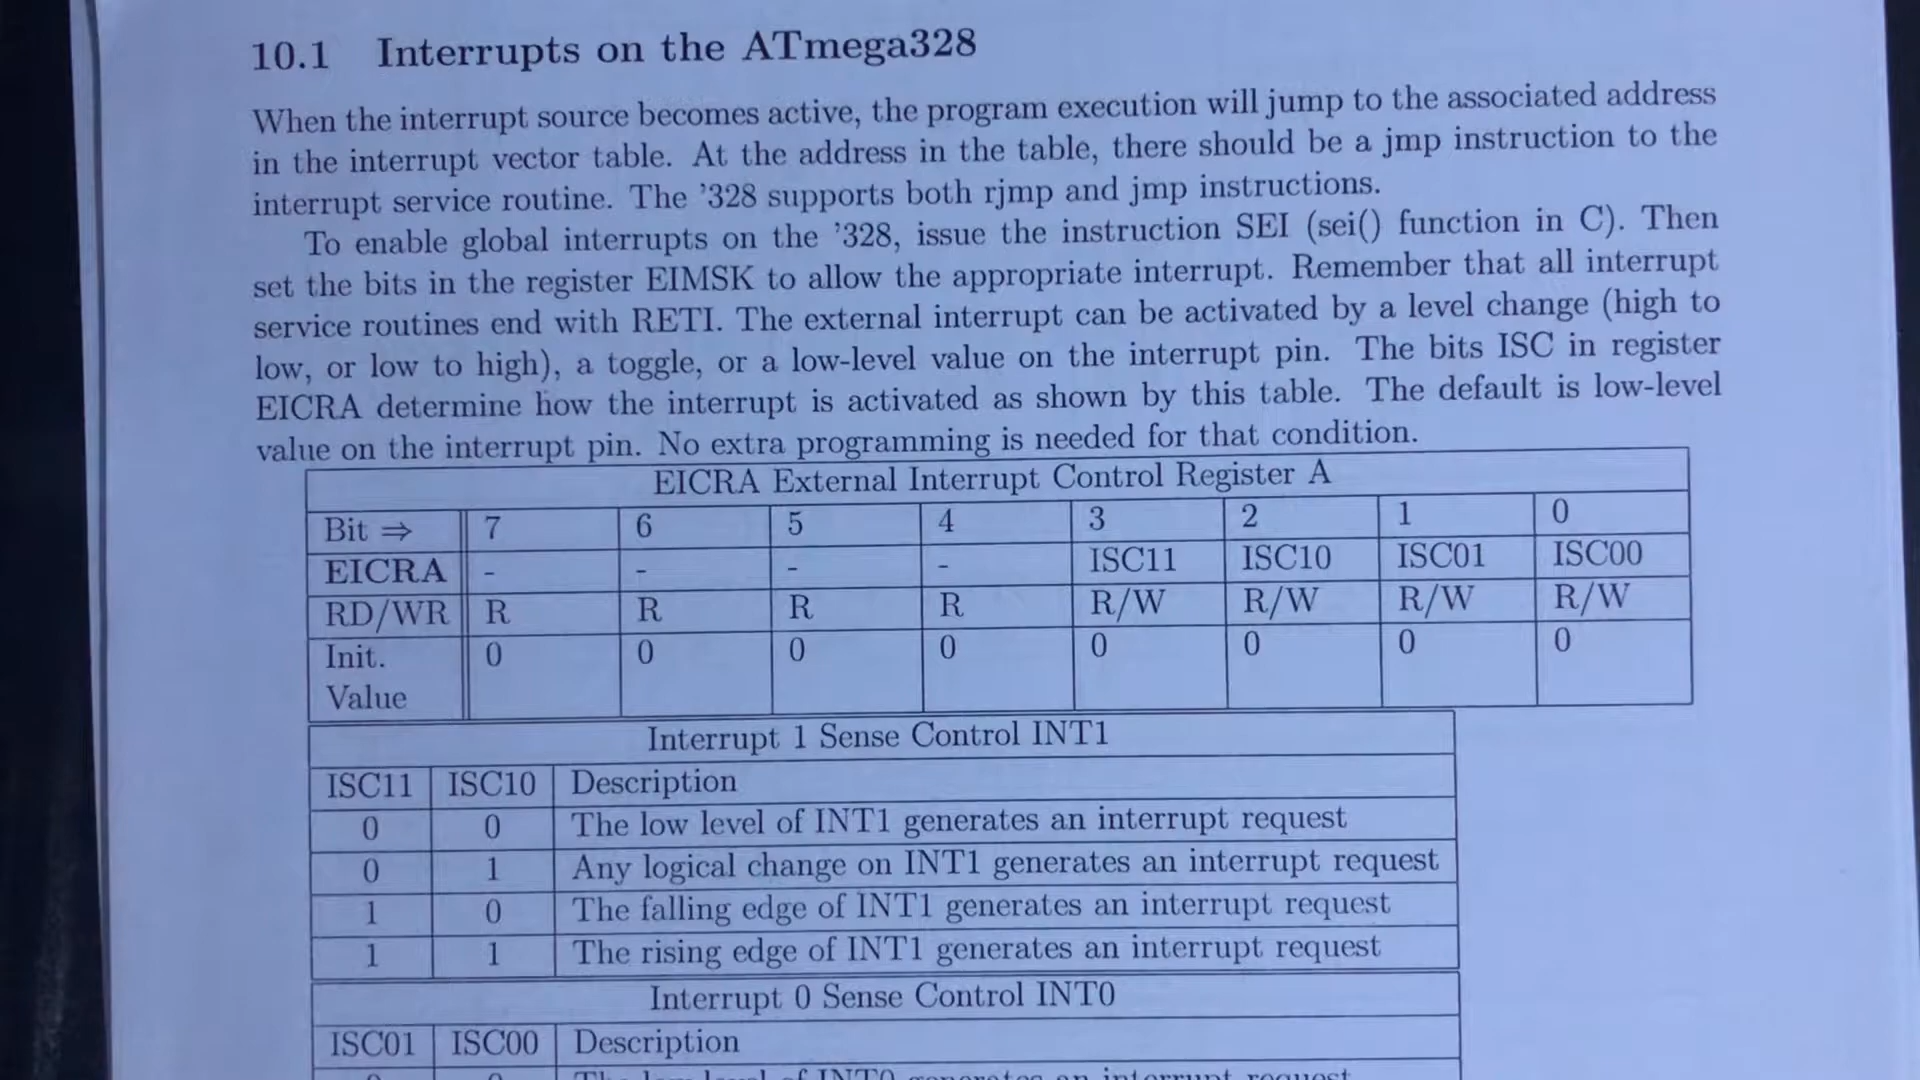 10.1 Interrupts on the ATmega328
When the interrupt source becomes active, the program execution will jump to the associated address
in the interrupt vector table. At the address in the table, there should be a jmp instruction to the
interrupt service routine. The ’328 supports both rjmp and jmp instructions.
To enable global interrupts on the ’328, issue the instruction SEI (sei() function in C). Then
set the bits in the register EIMSK to allow the appropriate interrupt. Remember that all interrupt
service routines end with RETI. The external interrupt can be activated by a level change (high to
low, or low to high), a toggle, or a low-level value on the interrupt pin. The bits ISC in register
EICRA determine how the interrupt is activated as shown by this table. The default is low-level
value on the interrupt pin. No extra programming is needed for that condition.
EICRA External Interrupt Control Register A
Bit ⇒ 7 6 5 4 3 2 1 0
EICRA - - - - ISC11 ISC10 ISC01 ISC00
RD/WR R R R R R/W R/W R/W R/W
Init. 0 0 0 0 0 0 0 0
Value
Interrupt 1 Sense Control INT1
ISC11 ISC10 Description
0 0 The low level of INT1 generates an interrupt request
0 1 Any logical change on INT1 generates an interrupt request
1 0 The falling edge of INT1 generates an interrupt request
1 1 The rising edge of INT1 generates an interrupt request
Interrupt 0 Sense Control INT0
ISC01 ISC00 Description
0 0 The low level of INT0 generates an interrupt request